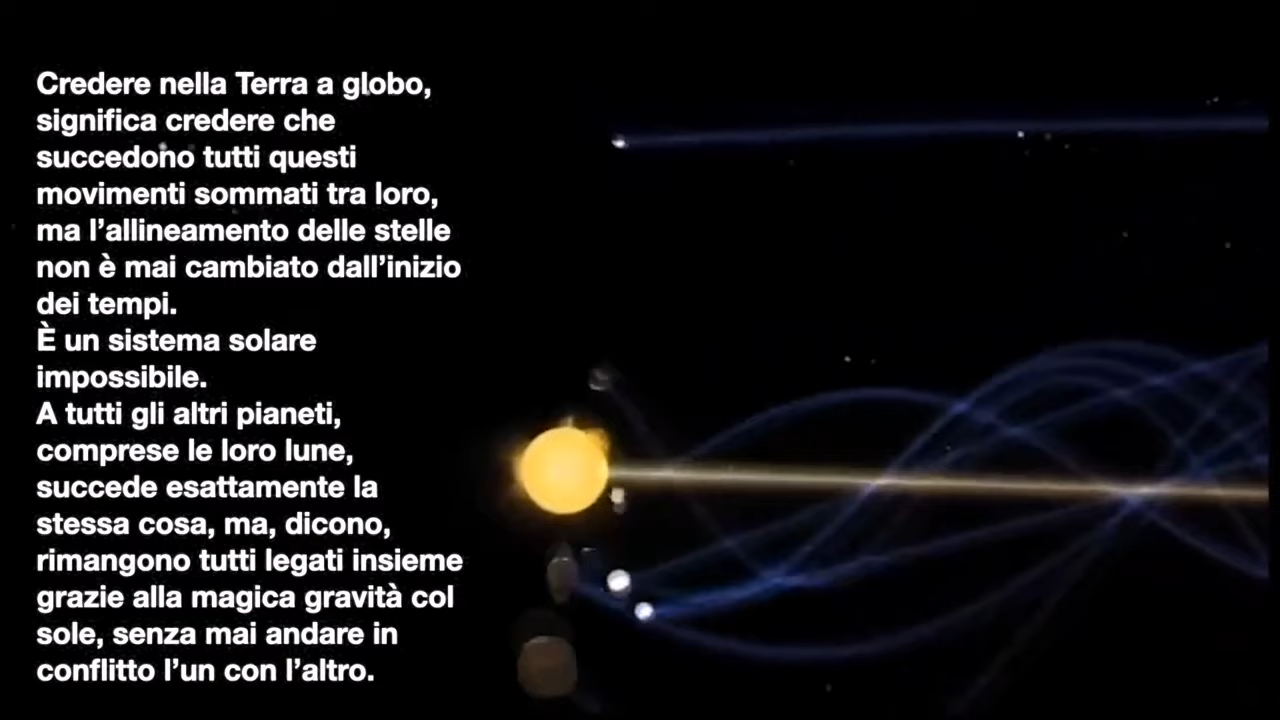 Credere nella Terra a globo,
significa credere che
succedono tutti questi
movimenti sommati tra loro,
ma l’allineamento delle stelle
non è mai cambiato dall’inizio
dei tempi.
È un sistema solare
impossibile.
A tutti gli altri pianeti,
comprese le loro lune,
succede esattamente la
stessa cosa, ma, dicono,
rimangono tutti legati insieme
grazie alla magica gravità col
sole, senza mai andare in
conflitto l’un con l’altro.